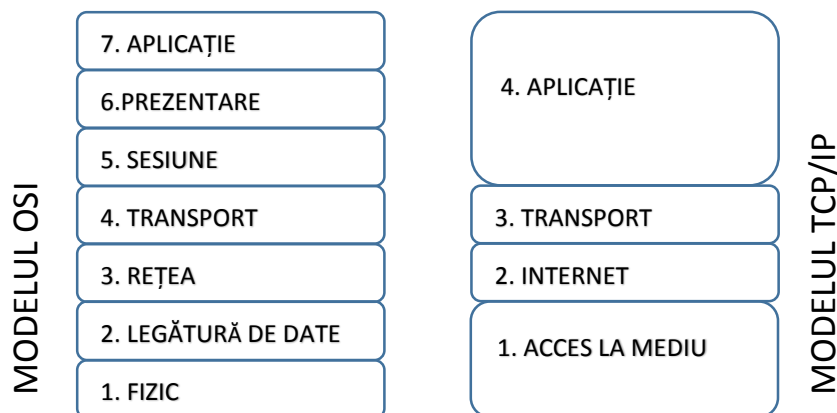 MODELUL OSI
7. APLICAȚIE
6.PREZENTARE
5. SESIUNE
4. TRANSPORT
3. REȚEA
2. LEGĂTURĂ DE DATE
1. FIZIC
4. APLICAȚIE
3. TRANSPORT
2. INTERNET
1. ACCES LA MEDIU
MODELUL TCP/IP